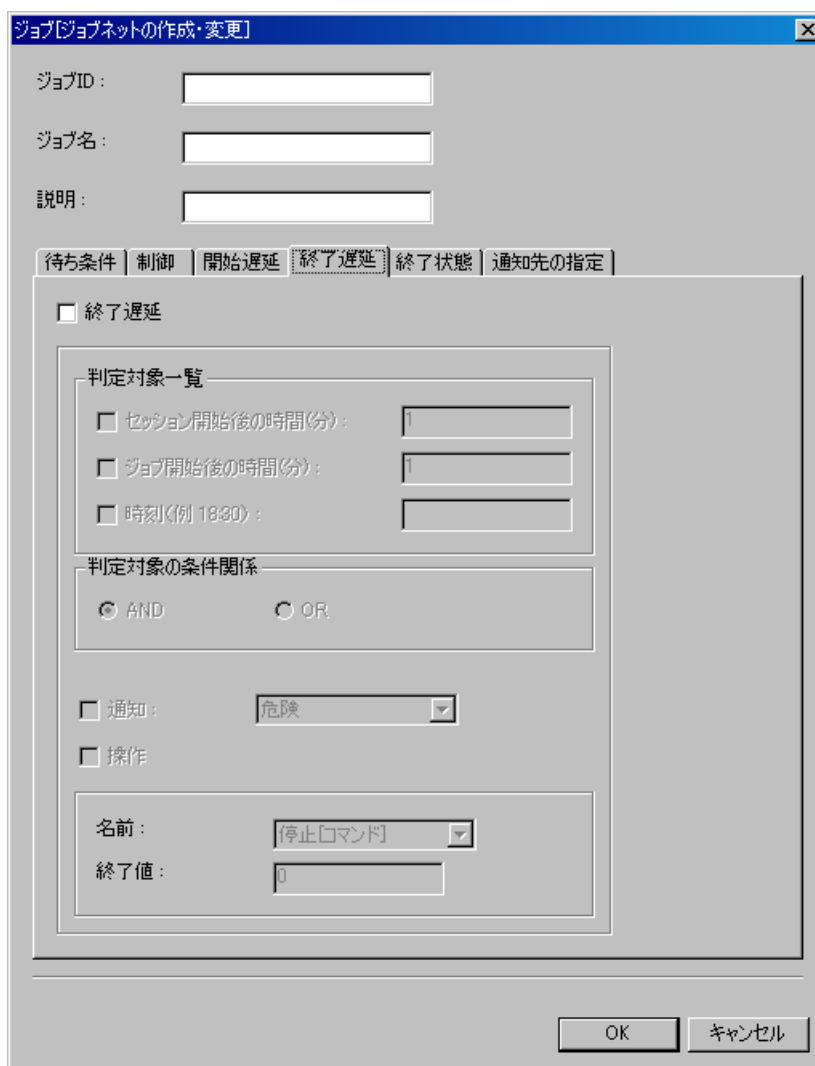 ジョブ[ジョブネットの作成・変更]
ジョブID：
ジョブ名：
説明：
待ち条件 制御 開始遅延 終了遅延 終了状態 通知先の指定
終了遅延
判定対象一覧
セッション開始後の時間(分)： 1
ジョブ開始後の時間(分)： 1
時刻(例 18:30)：
判定対象の条件関係
AND OR
通知： 危険
操作
名前： 停止[コマンド]
終了値： 0
OK キャンセル